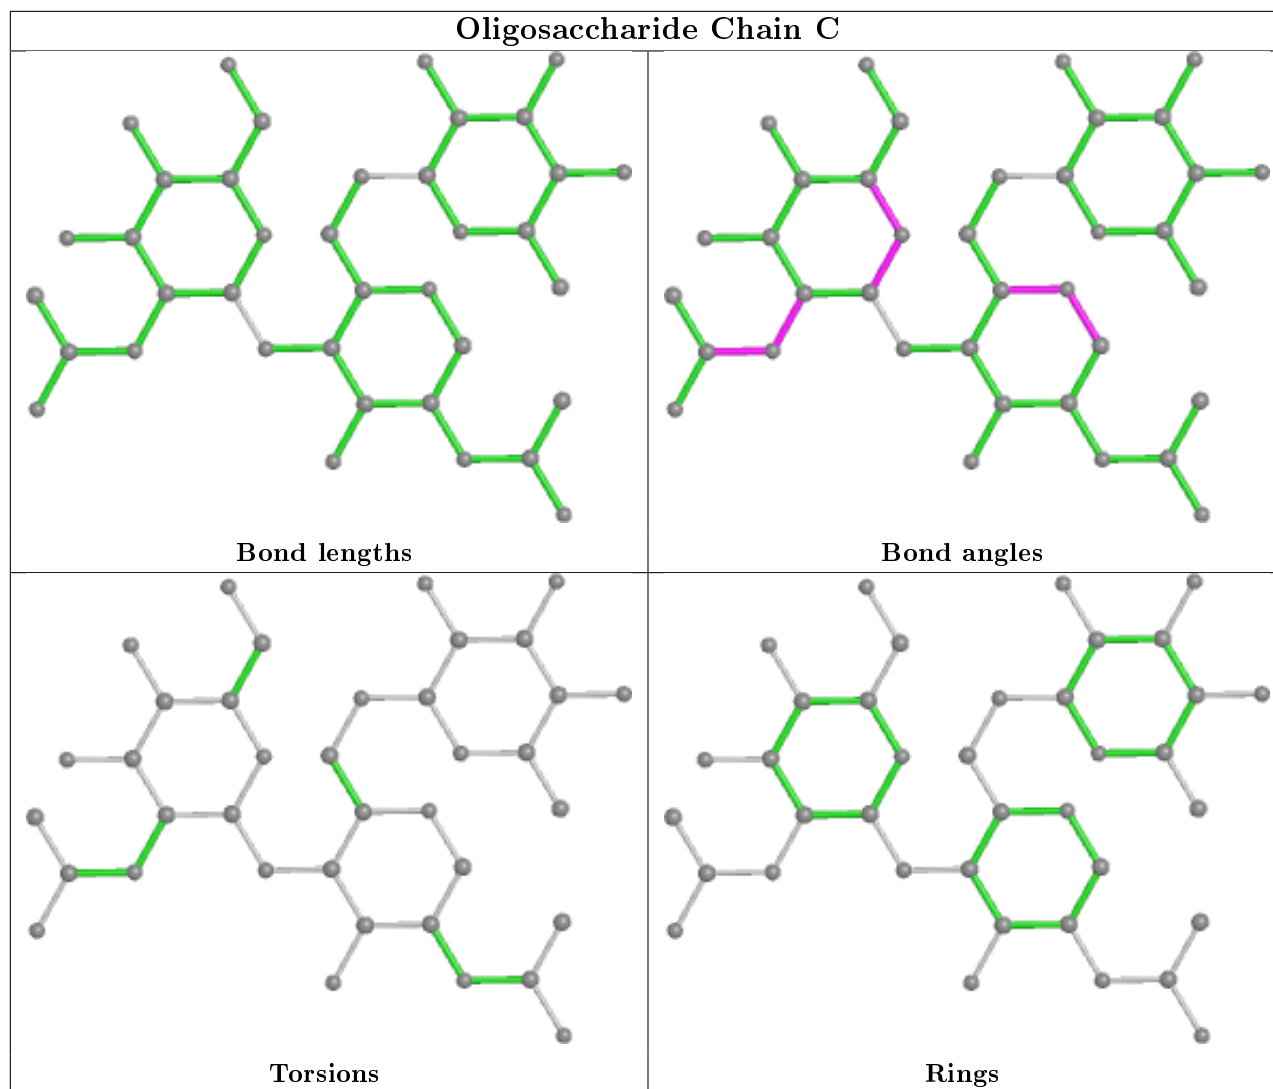 Oligosaccharide Chain C
Bond lengths
Bond angles
Torsions
Rings